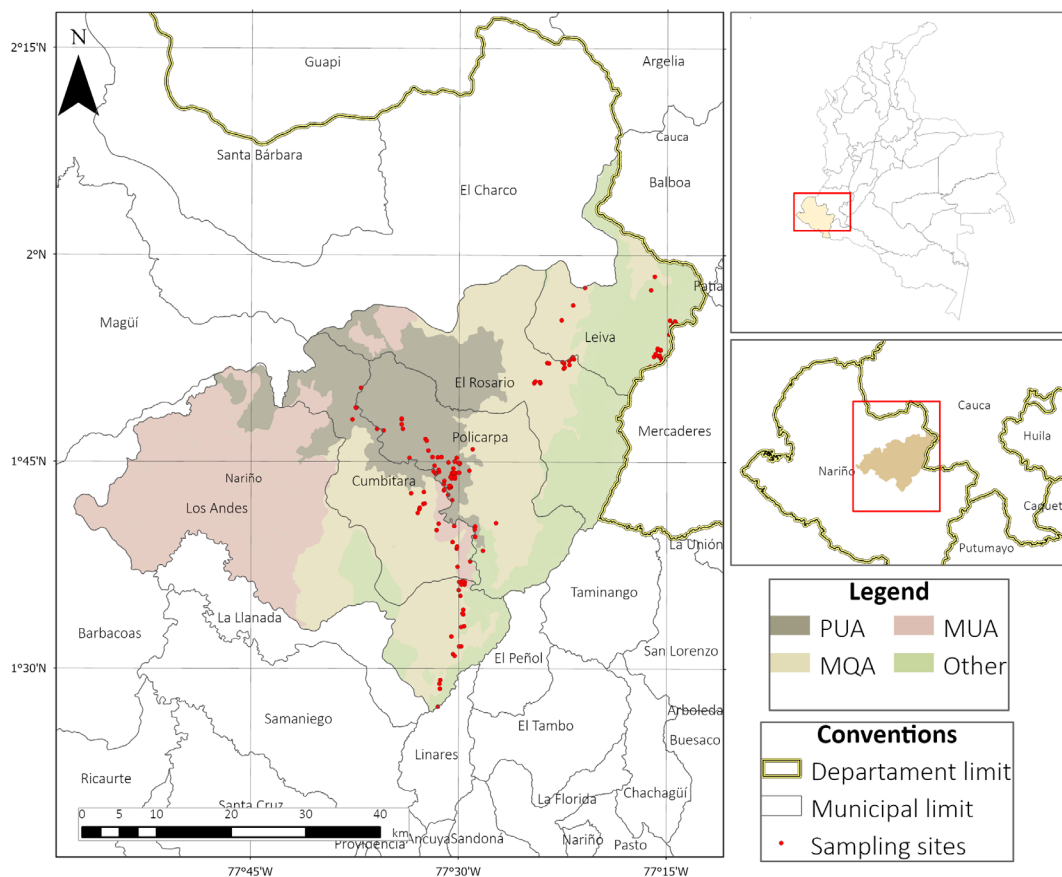 2°15'N
N
Guapi
Argelia
Cauca
Santa Bárbara
El Charco
Balboa
2°N
Magüí
Leiva
El Rosario
Mercaderes
1°45'N
Policarpa
Nariño
Cumbitara
Los Andes
La Unión
Taminango
La Llanada
Barbacoas
1°30'N
El Peñol
San Lorenzo
Samaniego
El Tambo
Arboleda
Buesaco
Linares
Ricaurte
Santa Cruz
La Florida
Chachagüí
0 5 10 20 30 40
km
Providencia
Ancuya
Sandoná
Nariño
Pasto
77°45'W
77°30'W
77°15'W
Cauca
Huila
Nariño
Putumayo
Legend
PUA
MUA
MQA
Other
Conventions
Departament limit
Municipal limit
Sampling sites